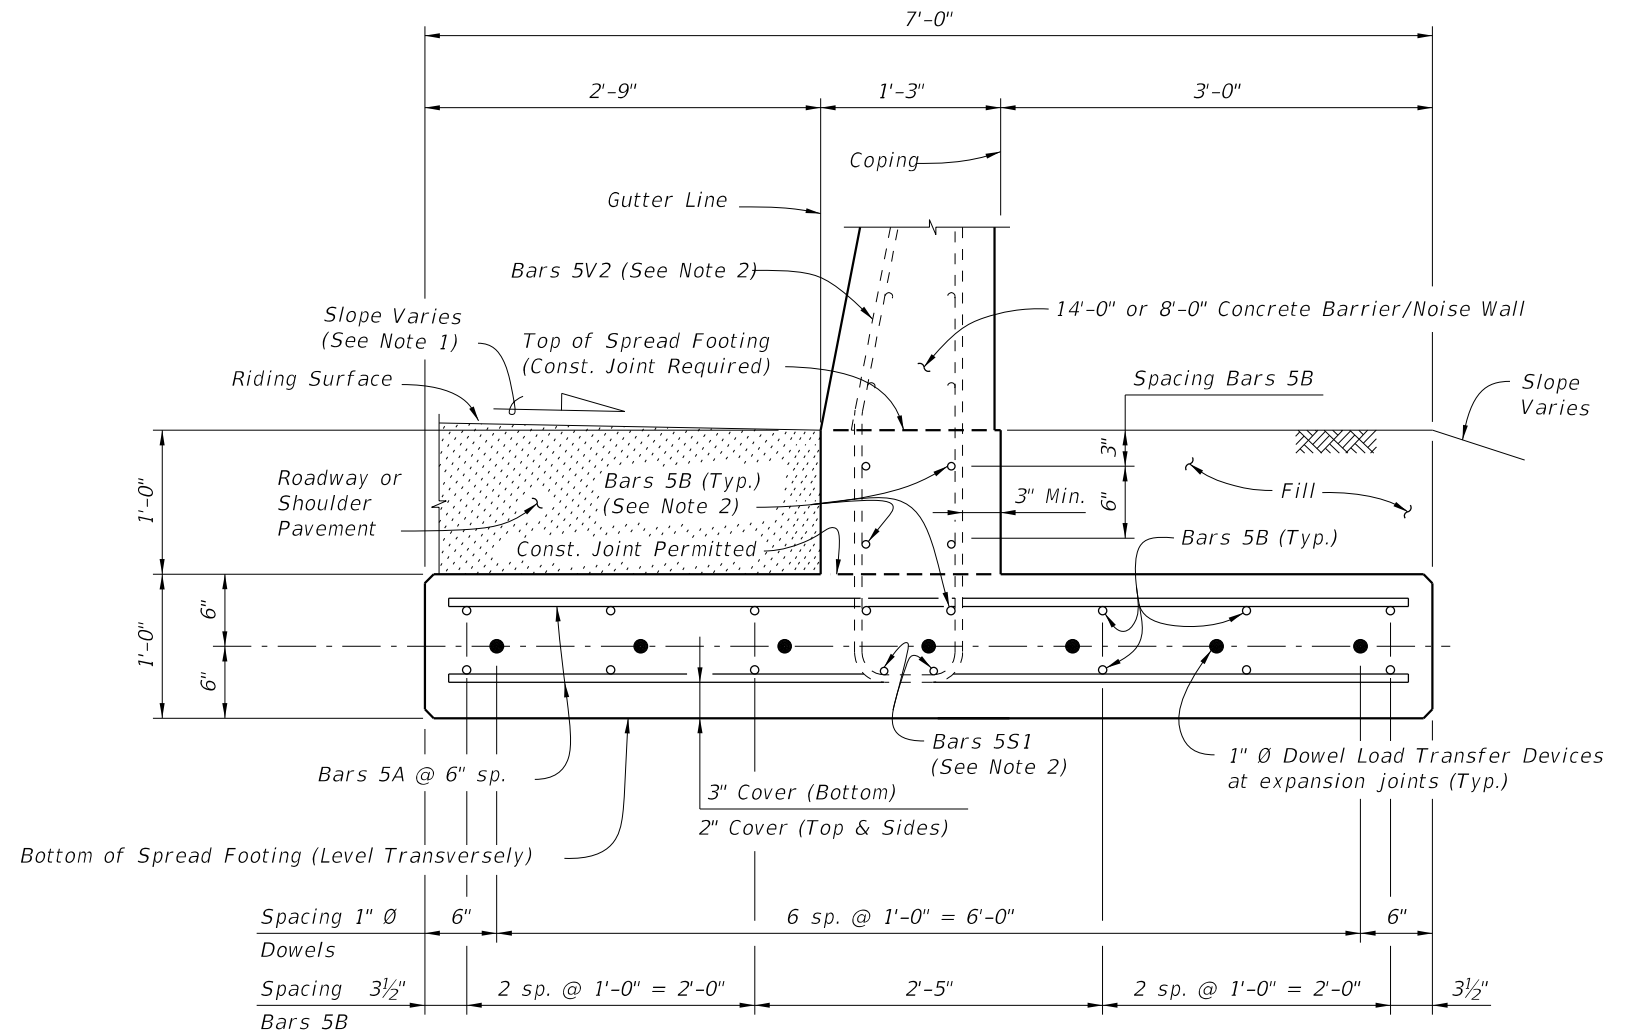 7'-0"
2'-9"
1'-3"
3'-0"
Coping
Gutter Line
Bars 5V2 (See Note 2)
Slope Varies
(See Note 1)
Top of Spread Footing
(Const. Joint Required)
14'-0" or 8'-0" Concrete Barrier/Noise Wall
Riding Surface
Spacing Bars 5B
Slope
Varies
3"
Roadway or
Shoulder
Pavement
Bars 5B (Typ.)
(See Note 2)
3" Min.
6"
Fill
1'-0"
Const. Joint Permitted
Bars 5B (Typ.)
6"
1'-0"
6"
Bars 5S1
(See Note 2)
1" Ø Dowel Load Transfer Devices
at expansion joints (Typ.)
Bars 5A @ 6" sp.
3" Cover (Bottom)
2" Cover (Top & Sides)
Bottom of Spread Footing (Level Transversely)
Spacing 1" Ø
Dowels
6"
6 sp. @ 1'-0" = 6'-0"
6"
Spacing
Bars 5B
3½"
2 sp. @ 1'-0" = 2'-0"
2'-5"
2 sp. @ 1'-0" = 2'-0"
3½"